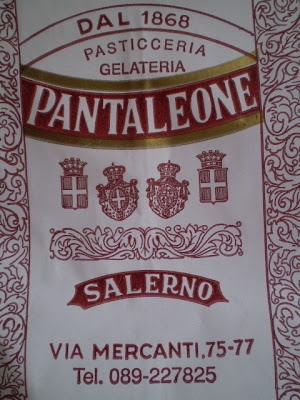 DAL 1868
PASTICCERIA
GELATERIA
PANTALEONE
SALERNO
VIA MERCANTI,75-77
Tel. 089-227825